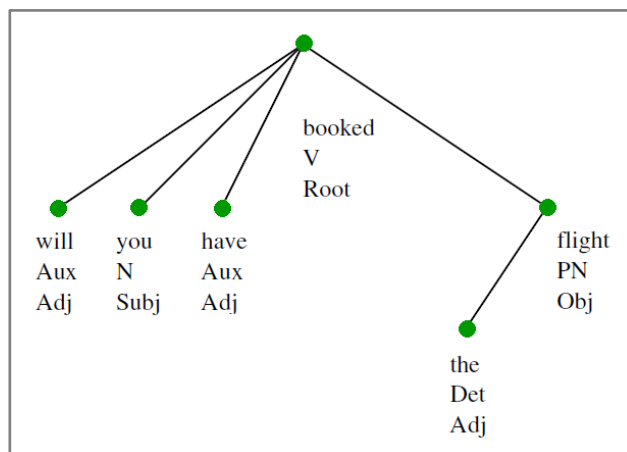 booked
V
Root
will
Aux
Adj
you
N
Subj
have
Aux
Adj
flight
PN
Obj
the
Det
Adj